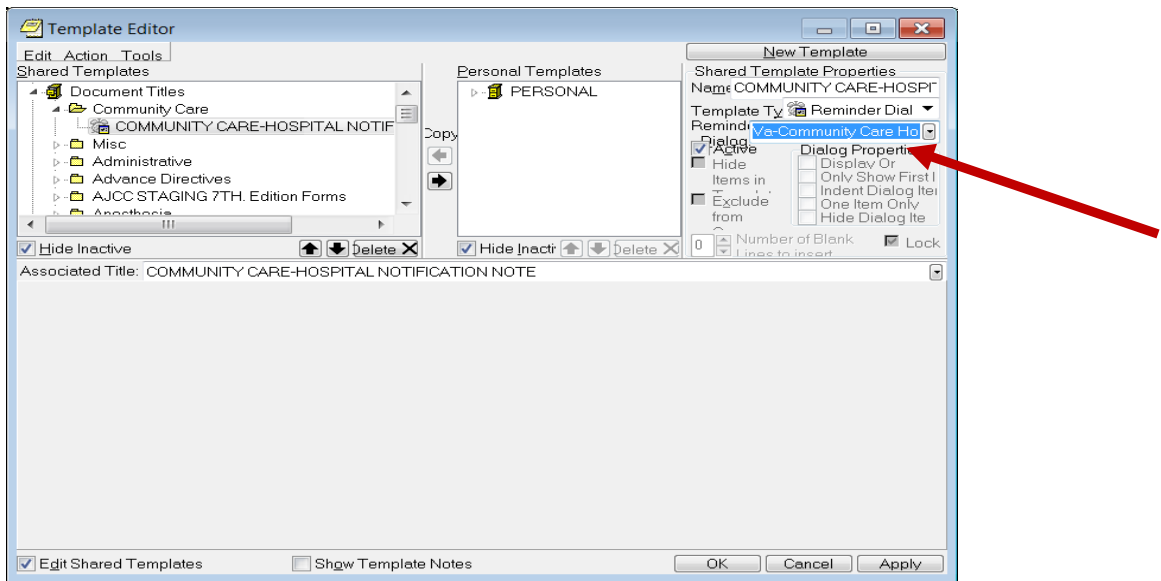 Template Editor
Edit Action Tools
New Template
Shared Templates
Personal Templates
Shared Template Properties
Document Titles
Community Care
COMMUNITY CARE-HOSPITAL NOTIF
Misc
Administrative
Advance Directives
AJCC STAGING 7TH. Edition Forms
Anesthesia
Hide Inactive
Delete
Copy
PERSONAL
Hide Inacti
Delete
Name COMMUNITY CARE-HOSPI
Template Ty Reminder Dial
Remind Va-Community Care Ho
Dialog
Active
Hide
Items in
Exclude
from
Dialog Properti
Display Or
Only Show First I
Indent Dialog Ite
One Item Only
Hide Dialog Ite
0 Number of Blank
Lines to insert
Lock
Associated Title: COMMUNITY CARE-HOSPITAL NOTIFICATION NOTE
Edit Shared Templates
Show Template Notes
OK Cancel Apply